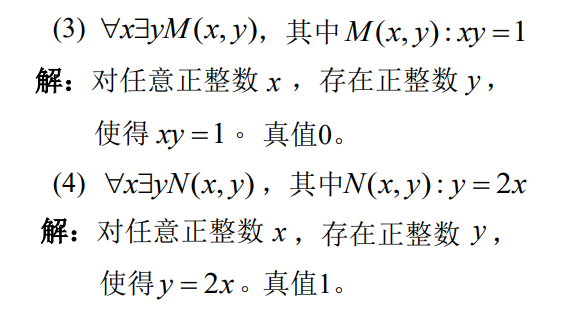 (3) ∀x∃yM(x,y)，其中M(x,y):xy=1
解：对任意正整数 x ，存在正整数 y，
使得 xy=1。真值0。
(4) ∀x∃yN(x,y)，其中N(x,y):y=2x
解：对任意正整数 x ，存在正整数 y，
使得y=2x。真值1。